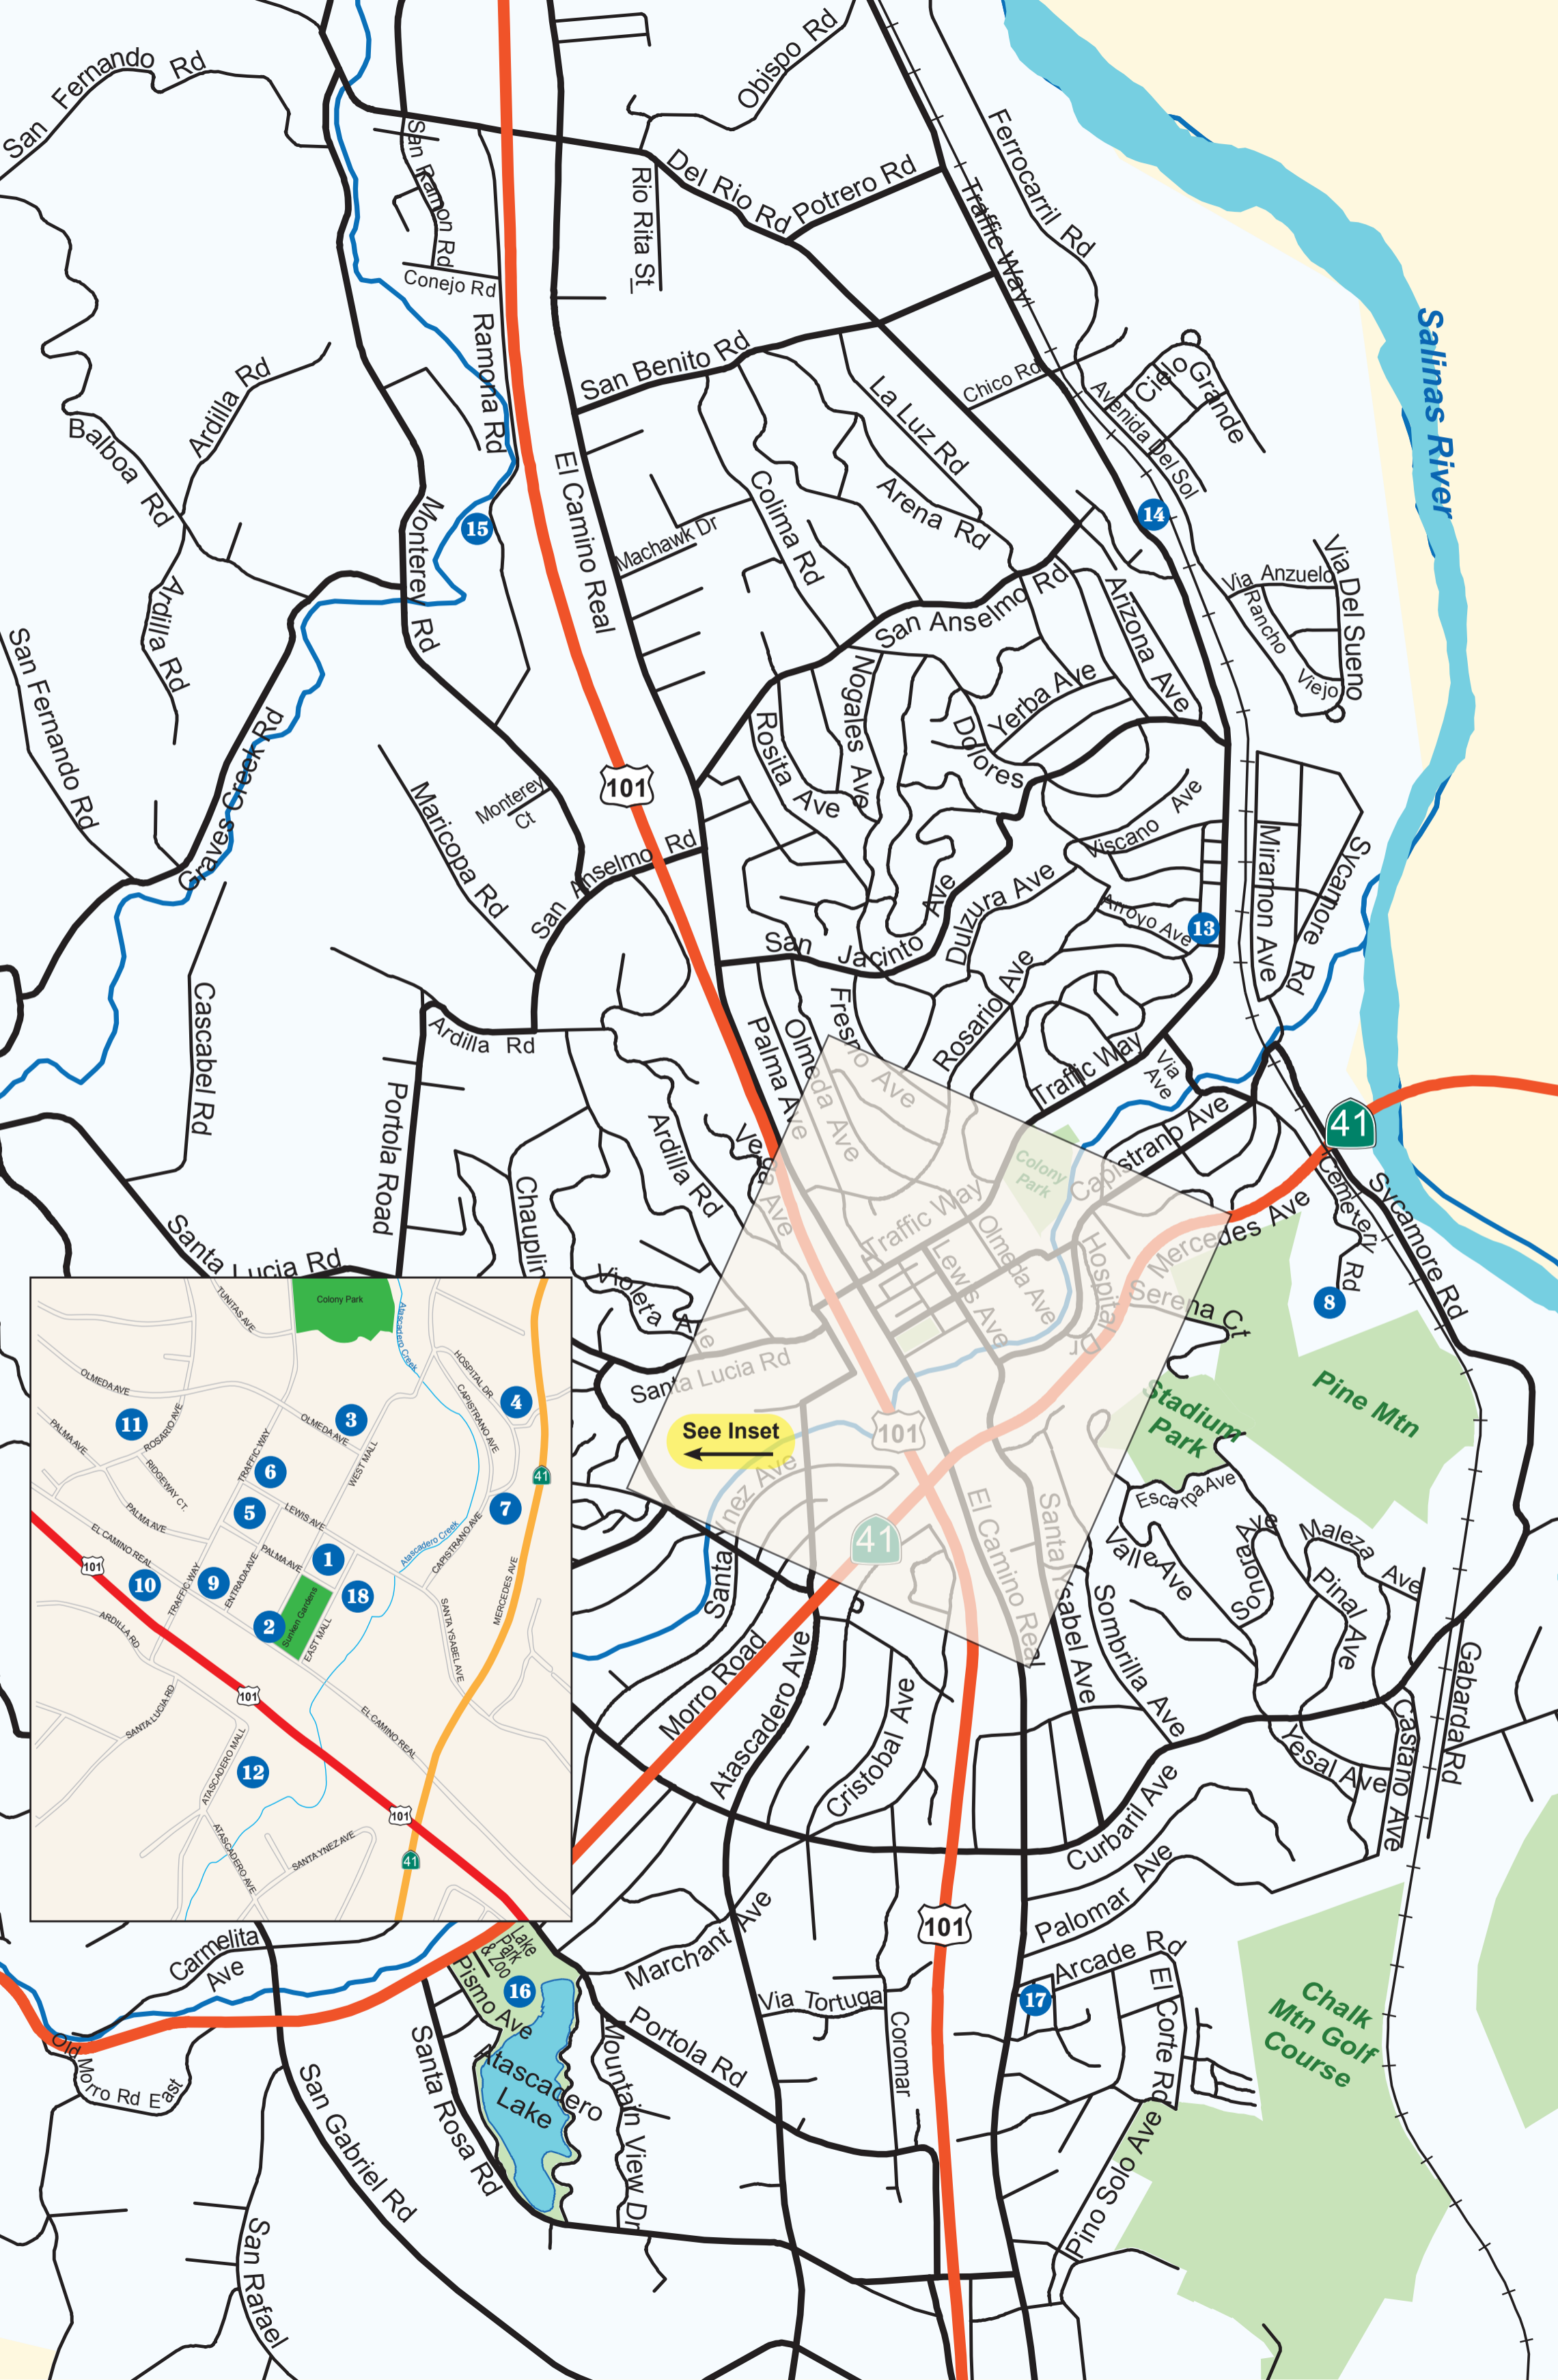 San Fernando Rd
Obispo Rd
Ferrocarril Rd
San Ramon Rd
Del Rio Rd
Potrero Rd
Traffic Way
Rio Rita St
Conejo Rd
Ramona Rd
San Benito Rd
La Luz Rd
Chico Rd
Cielo Grande
Avenida Del Sol
Salinas River
Ardilla Rd
Balboa Rd
Monterey Rd
15
El Camino Real
Machawk Dr
Colima Rd
Arena Rd
14
Via Anzuelo
Via Del Sueno
Rancho Viejo
Ardilla Rd
San Fernando Rd
San Anselmo Rd
Arizona Ave
Yerba Ave
Nogales Ave
Dolores
Rosita Ave
Graves Creek Rd
Maricopa Rd
Monterey Ct
101
San Anselmo Rd
Viscano Ave
Miramon Ave
Sycamore Rd
Dulzura Ave
Arroyo Ave
13
San Jacinto Ave
Rosario Ave
Cascabel Rd
Ardilla Rd
Portola Road
Palma Ave
Olmeda Ave
Fresno Ave
Traffic Way
Via Ave
41
Capistrano Ave
Colony Park
Ardilla Rd
Vega Ave
Chauplin
Santa Lucia Rd
Traffic Way
Olmeda Ave
Lewis Ave
Hospital Dr
Mercedes Ave
Serena Ct
Cemetery Rd
Sycamore Rd
8
Violeta Ave
Santa Lucia Rd
Pine Mtn
Stadium Park
See Inset
101
Escarpa Ave
Santa Ynez Ave
41
El Camino Real
Santa Ysabel Ave
Valle Ave
Sonora Ave
Maleza Ave
Pinal Ave
Sombrilla Ave
Morro Road
Atascadero Ave
Cristobal Ave
Gabarda Rd
Castano Ave
Yesal Ave
Curbaril Ave
Palomar Ave
TUNITAS AVE
Colony Park
Atascadero Creek
HOSPITAL DR
CAPISTRANO AVE
4
OLMEDA AVE
11
ROSARIO AVE
OLMEDA AVE
3
WEST MALL
PALMA AVE
RIDGEWAY CT.
TRAFFIC WAY
6
5
LEWIS AVE
41
7
PALMA AVE
EL CAMINO REAL
101
10
9
TRAFFIC WAY
ENTRADA AVE
PALMA AVE
1
18
2
Sunken Gardens
EAST MALL
Atascadero Creek
CAPISTRANO AVE
MERCEDES AVE
SANTA YSABEL AVE
ARDILLA RD
101
SANTA LUCIA RD
ATASCADERO MALL
12
EL CAMINO REAL
101
ATASCADERO AVE
SANTA YNEZ AVE
41
Carmelita Ave
Lake Park & Zoo
16
Pismo Ave
Marchant Ave
101
Arcade Rd
17
El Corte Rd
Via Tortuga
Coromar
Portola Rd
Mountain View Dr
Atascadero Lake
Santa Rosa Rd
Old Morro Rd East
San Gabriel Rd
San Rafael
Pino Solo Ave
Chalk Mtn Golf Course